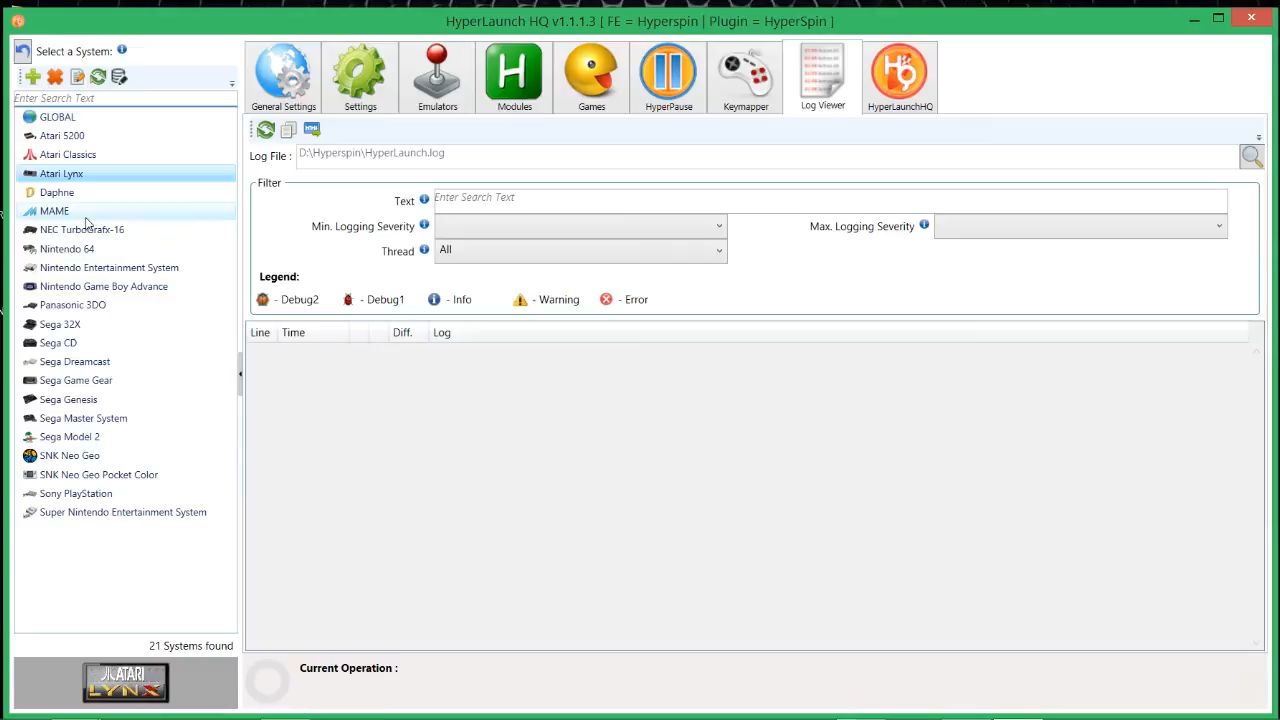 HyperLaunch HQ v1.1.1.3 [ FE = Hyperspin | Plugin = HyperSpin ]
Select a System:
Enter Search Text
GLOBAL
Atari 5200
Atari Classics
Atari Lynx
Daphne
MAME
NEC TurboGrafx-16
Nintendo 64
Nintendo Entertainment System
Nintendo Game Boy Advance
Panasonic 3DO
Sega 32X
Sega CD
Sega Dreamcast
Sega Game Gear
Sega Genesis
Sega Master System
Sega Model 2
SNK Neo Geo
SNK Neo Geo Pocket Color
Sony PlayStation
Super Nintendo Entertainment System
21 Systems found
ATARI
LYNX
General Settings
Settings
Emulators
H
Modules
Games
HyperPause
Keymapper
Log Viewer
HQ
HyperLaunchHQ
Log File :
D:\Hyperspin\HyperLaunch.log
Filter
Text
Enter Search Text
Min. Logging Severity
Max. Logging Severity
Thread
All
Legend:
- Debug2
- Debug1
- Info
- Warning
- Error
Line Time Diff. Log
Current Operation :